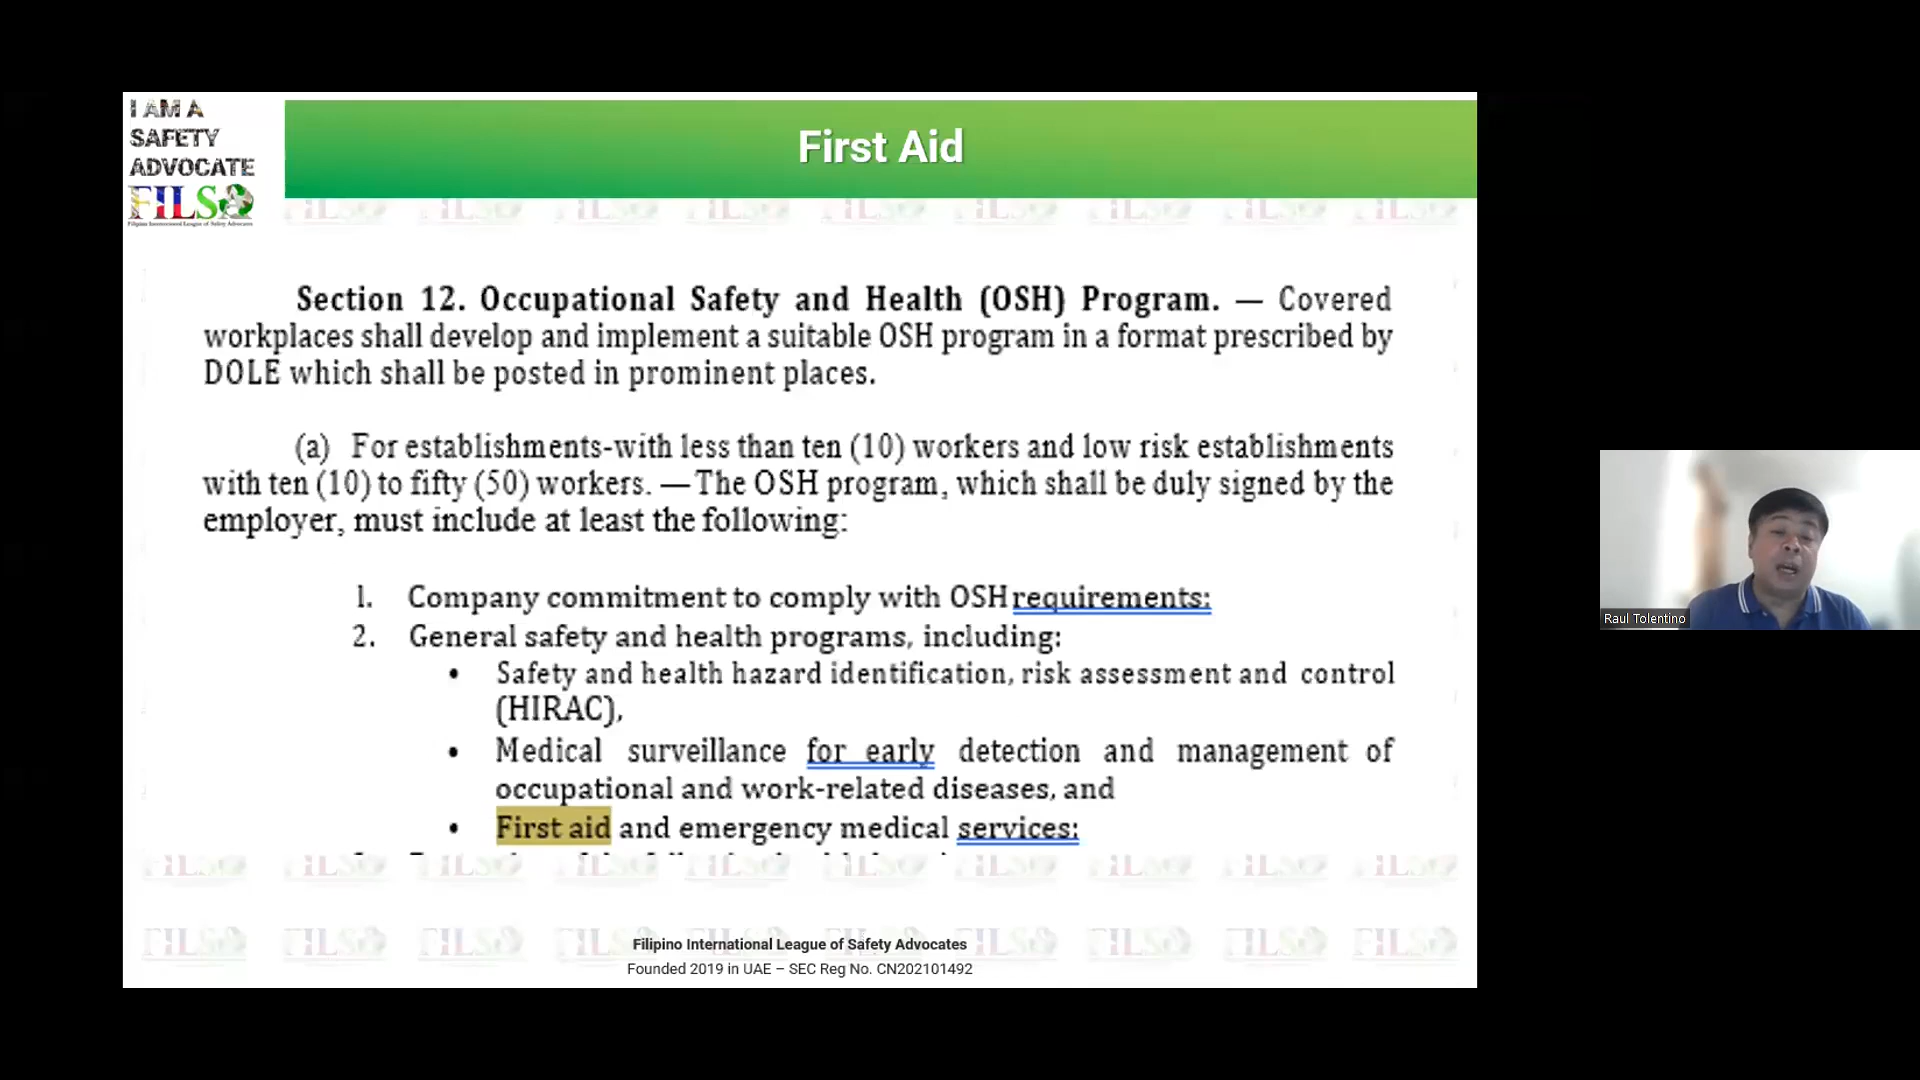 I AM A
SAFETY
ADVOCATE
FILSA
Filipino International League of Safety Advocates
First Aid
Section 12. Occupational Safety and Health (OSH) Program. — Covered
workplaces shall develop and implement a suitable OSH program in a format prescribed by
DOLE which shall be posted in prominent places.
(a) For establishments-with less than ten (10) workers and low risk establishments
with ten (10) to fifty (50) workers. —The OSH program, which shall be duly signed by the
employer, must include at least the following:
1. Company commitment to comply with OSH requirements;
2. General safety and health programs, including:
• Safety and health hazard identification, risk assessment and control
(HIRAC),
• Medical surveillance for early detection and management of
occupational and work-related diseases, and
• First aid and emergency medical services;
Filipino International League of Safety Advocates
Founded 2019 in UAE – SEC Reg No. CN202101492
Raul Tolentino